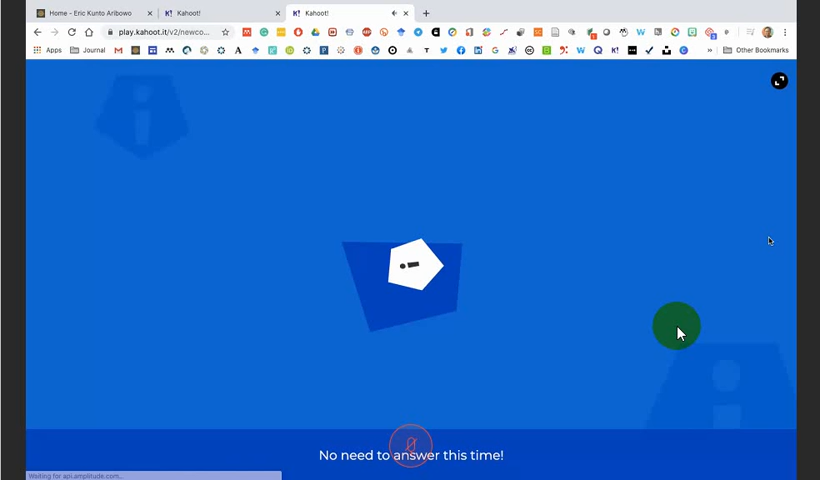 Home - Eric Kunto Aribowo
Kahoot!
Kahoot!
play.kahoot.it/v2/newco...
Apps
Journal
Other Bookmarks
No need to answer this time!
Waiting for api.amplitude.com...